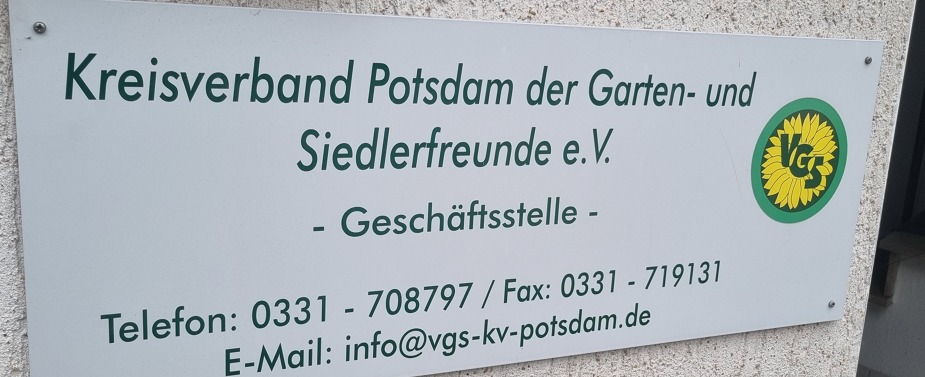 Kreisverband Potsdam der Garten- und
Siedlerfreunde e.V.
VGS
- Geschäftsstelle -
Telefon: 0331 - 708797 / Fax: 0331 - 719131
E-Mail: info@vgs-kv-potsdam.de